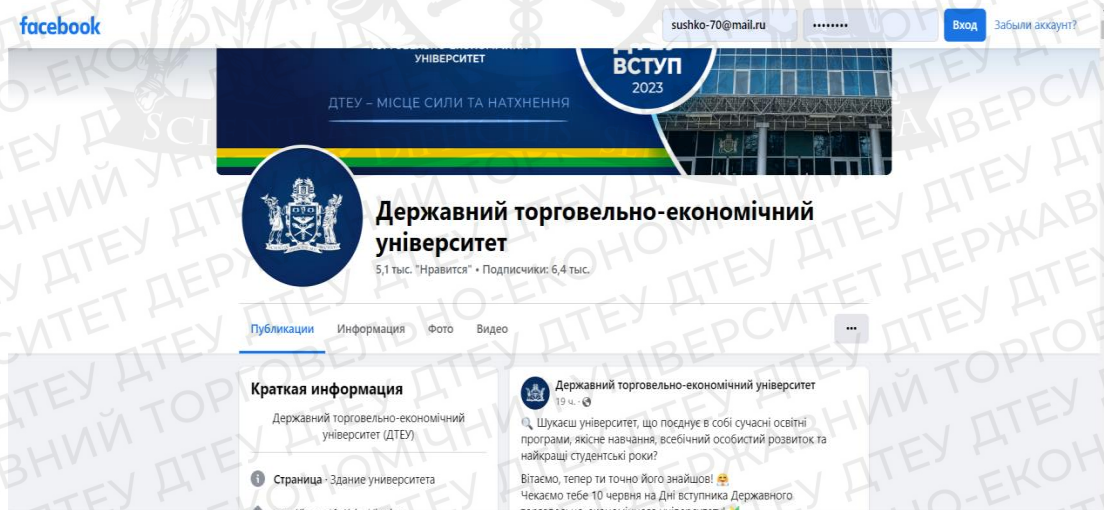 facebook
sushko-70@mail.ru
••••••••
Вход
Забыли аккаунт?
УНІВЕРСИТЕТ
ВСТУП
2023
ДТЕУ – МІСЦЕ СИЛИ ТА НАТХНЕННЯ
Державний торговельно-економічний
університет
5,1 тыс. "Нравится" • Подписчики: 6,4 тыс.
Публикации
Информация
Фото
Видео
Краткая информация
Державний торговельно-економічний
університет (ДТЕУ)
Страница · Здание университета
Державний торговельно-економічний університет
19 ч. ·
Шукаєш університет, що поєднує в собі сучасні освітні
програми, якісне навчання, всебічний особистий розвиток та
найкращі студентські роки?
Вітаємо, тепер ти точно його знайшов!
Чекаємо тебе 10 червня на Дні вступника Державного